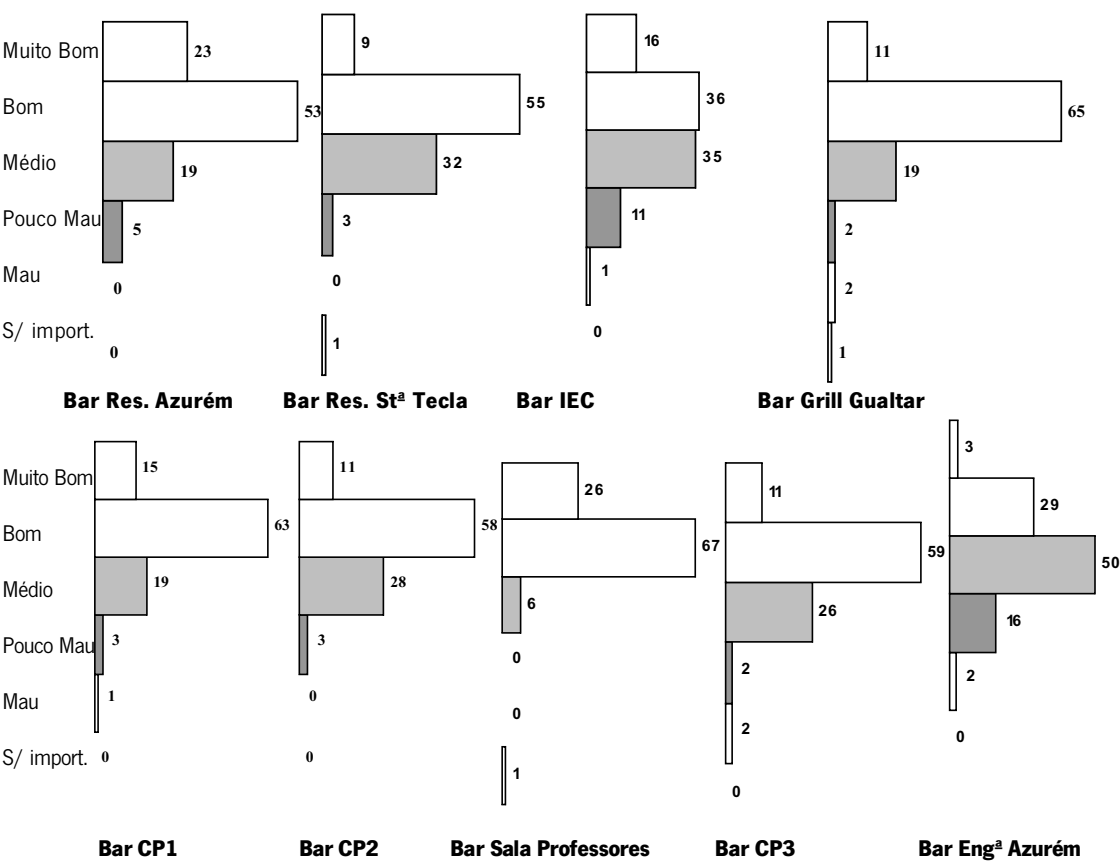 Muito Bom 23 9 16 11
Bom 53 55 36 65
Médio 19 32 35 19
Pouco Mau 5 3 11 2
Mau 0 0 1 2
S/ import. 0 1 0 1
Bar Res. Azurém Bar Res. Stª Tecla Bar IEC Bar Grill Gualtar
Muito Bom 15 11 26 11 3
Bom 63 58 67 59 29
Médio 19 28 6 26 50
Pouco Mau 3 3 0 2 16
Mau 1 0 0 2 2
S/ import. 0 0 1 0 0
Bar CP1 Bar CP2 Bar Sala Professores Bar CP3 Bar Engª Azurém